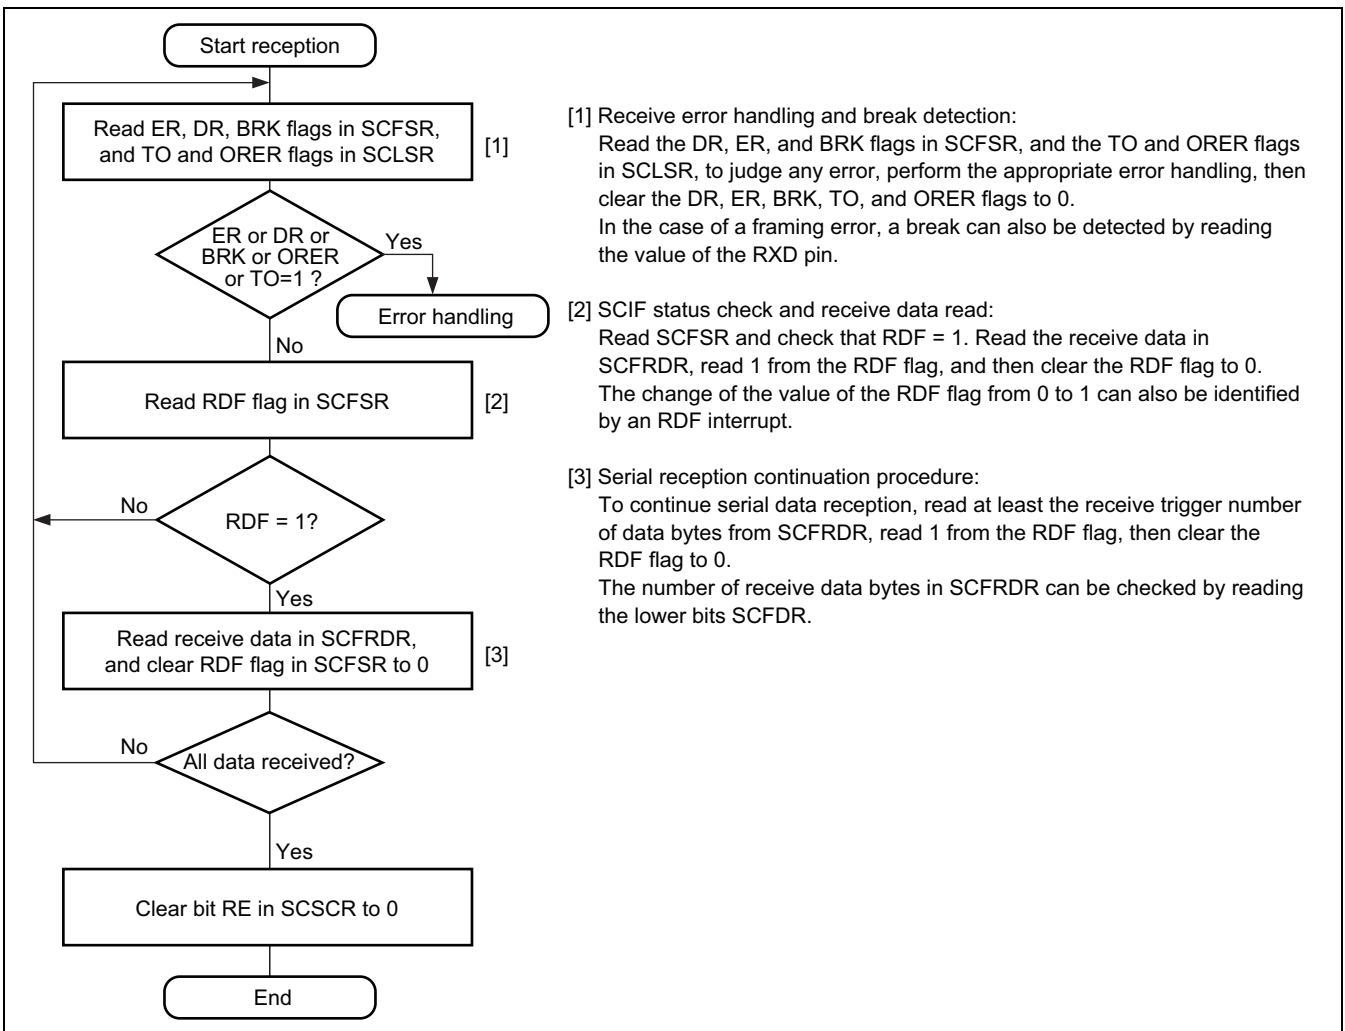 Start reception
Read ER, DR, BRK flags in SCFSR,
and TO and ORER flags in SCLSR
[1]
ER or DR or
BRK or ORER
or TO=1 ?
Yes
Error handling
No
Read RDF flag in SCFSR
[2]
No
RDF = 1?
Yes
Read receive data in SCFRDR,
and clear RDF flag in SCFSR to 0
[3]
No
All data received?
Yes
Clear bit RE in SCSCR to 0
End
[1] Receive error handling and break detection:
Read the DR, ER, and BRK flags in SCFSR, and the TO and ORER flags
in SCLSR, to judge any error, perform the appropriate error handling, then
clear the DR, ER, BRK, TO, and ORER flags to 0.
In the case of a framing error, a break can also be detected by reading
the value of the RXD pin.
[2] SCIF status check and receive data read:
Read SCFSR and check that RDF = 1. Read the receive data in
SCFRDR, read 1 from the RDF flag, and then clear the RDF flag to 0.
The change of the value of the RDF flag from 0 to 1 can also be identified
by an RDF interrupt.
[3] Serial reception continuation procedure:
To continue serial data reception, read at least the receive trigger number
of data bytes from SCFRDR, read 1 from the RDF flag, then clear the
RDF flag to 0.
The number of receive data bytes in SCFRDR can be checked by reading
the lower bits SCFDR.